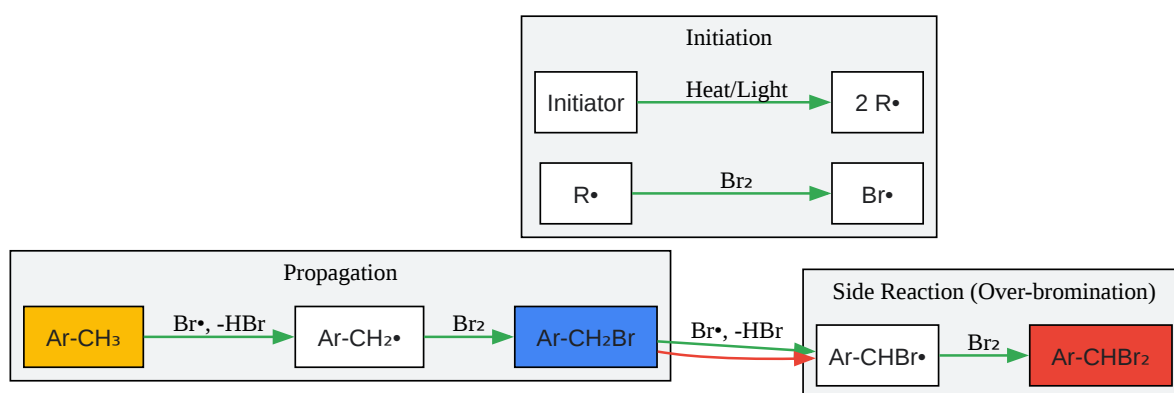 Initiation
Initiator
Heat/Light
2 R•
R•
Br₂
Br•
Propagation
Ar-CH₃
Br•, -HBr
Ar-CH₂•
Br₂
Ar-CH₂Br
Br•, -HBr
Side Reaction (Over-bromination)
Ar-CHBr•
Br₂
Ar-CHBr₂